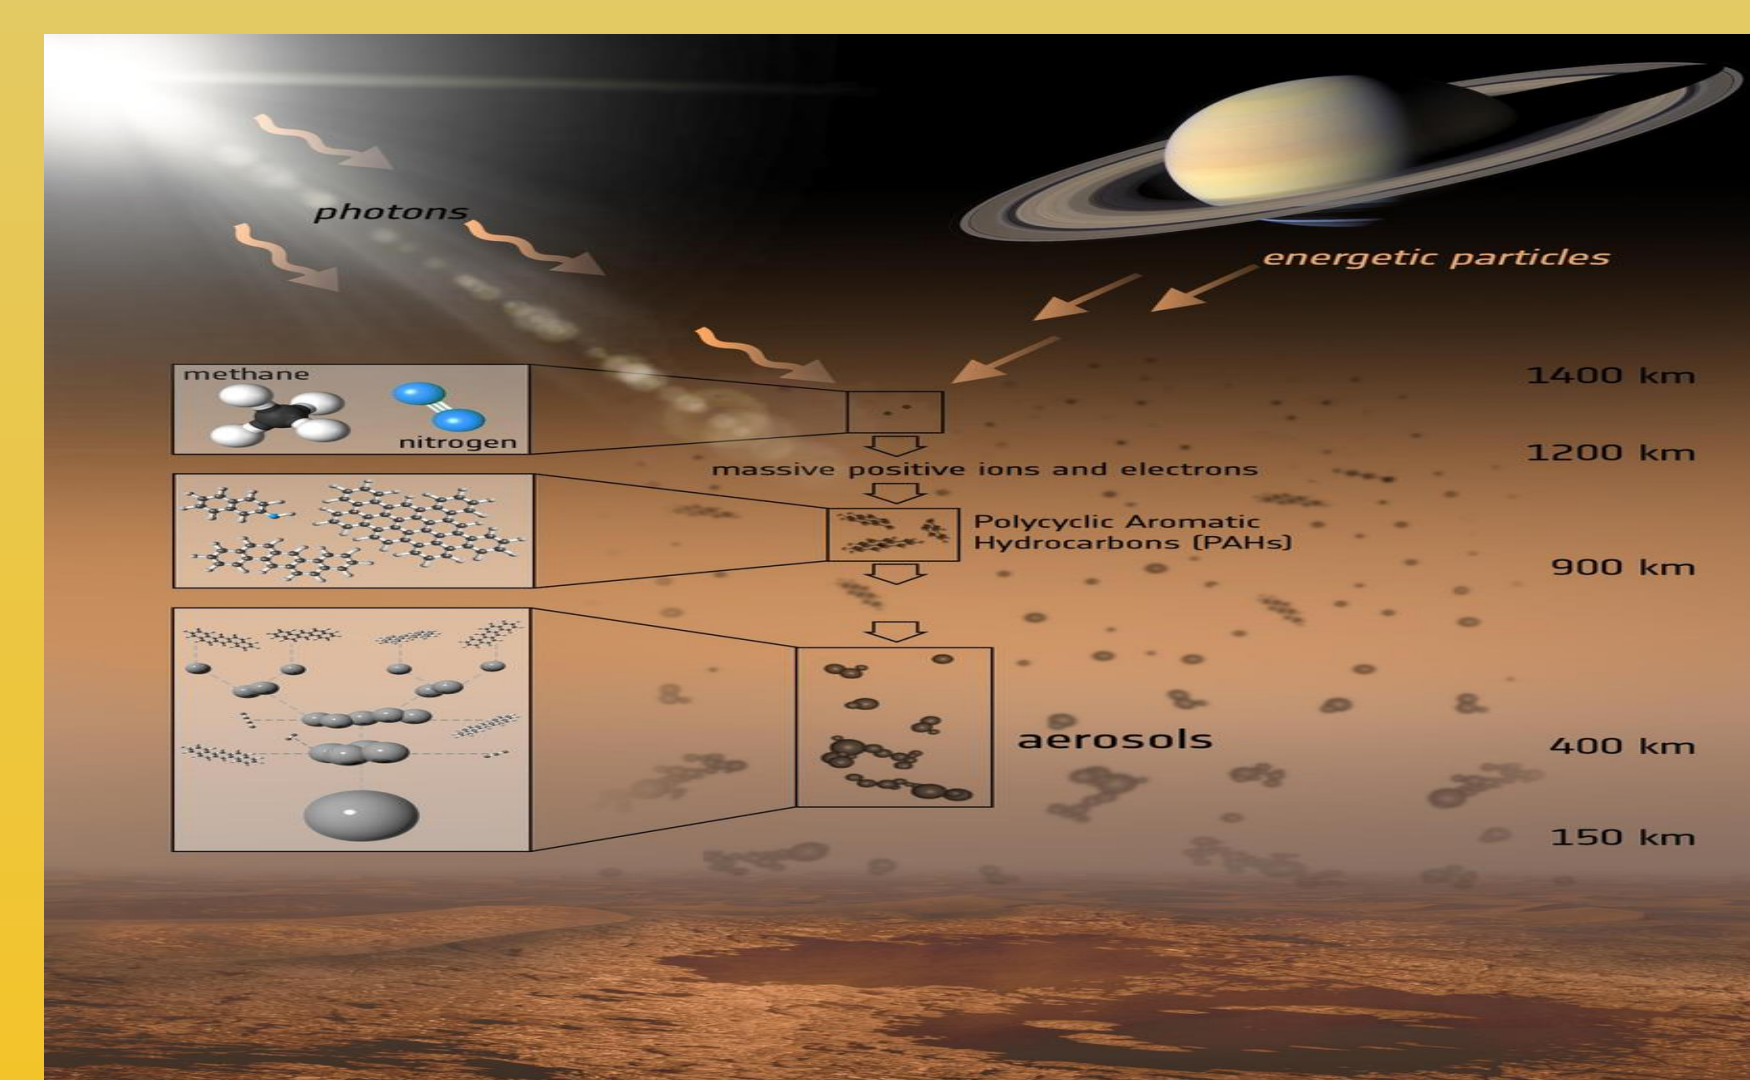 photons
energetic particles
methane
nitrogen
1400 km
1200 km
massive positive ions and electrons
Polycyclic Aromatic
Hydrocarbons (PAHs)
900 km
aerosols
400 km
150 km